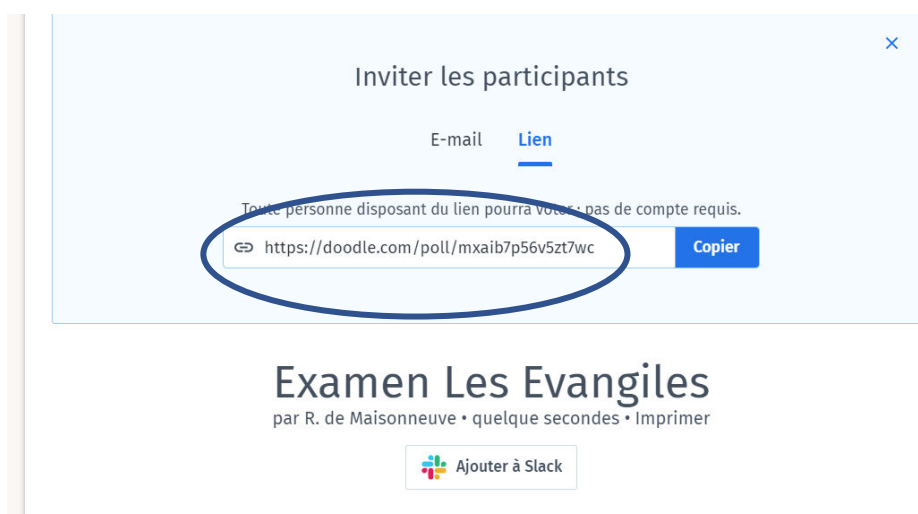 Inviter les participants
E-mail Lien
Toute personne disposant du lien pourra voter : pas de compte requis.
https://doodle.com/poll/mxaib7p56v5zt7wc Copier
Examen Les Evangiles
par R. de Maisonneuve • quelque secondes • Imprimer
Ajouter à Slack